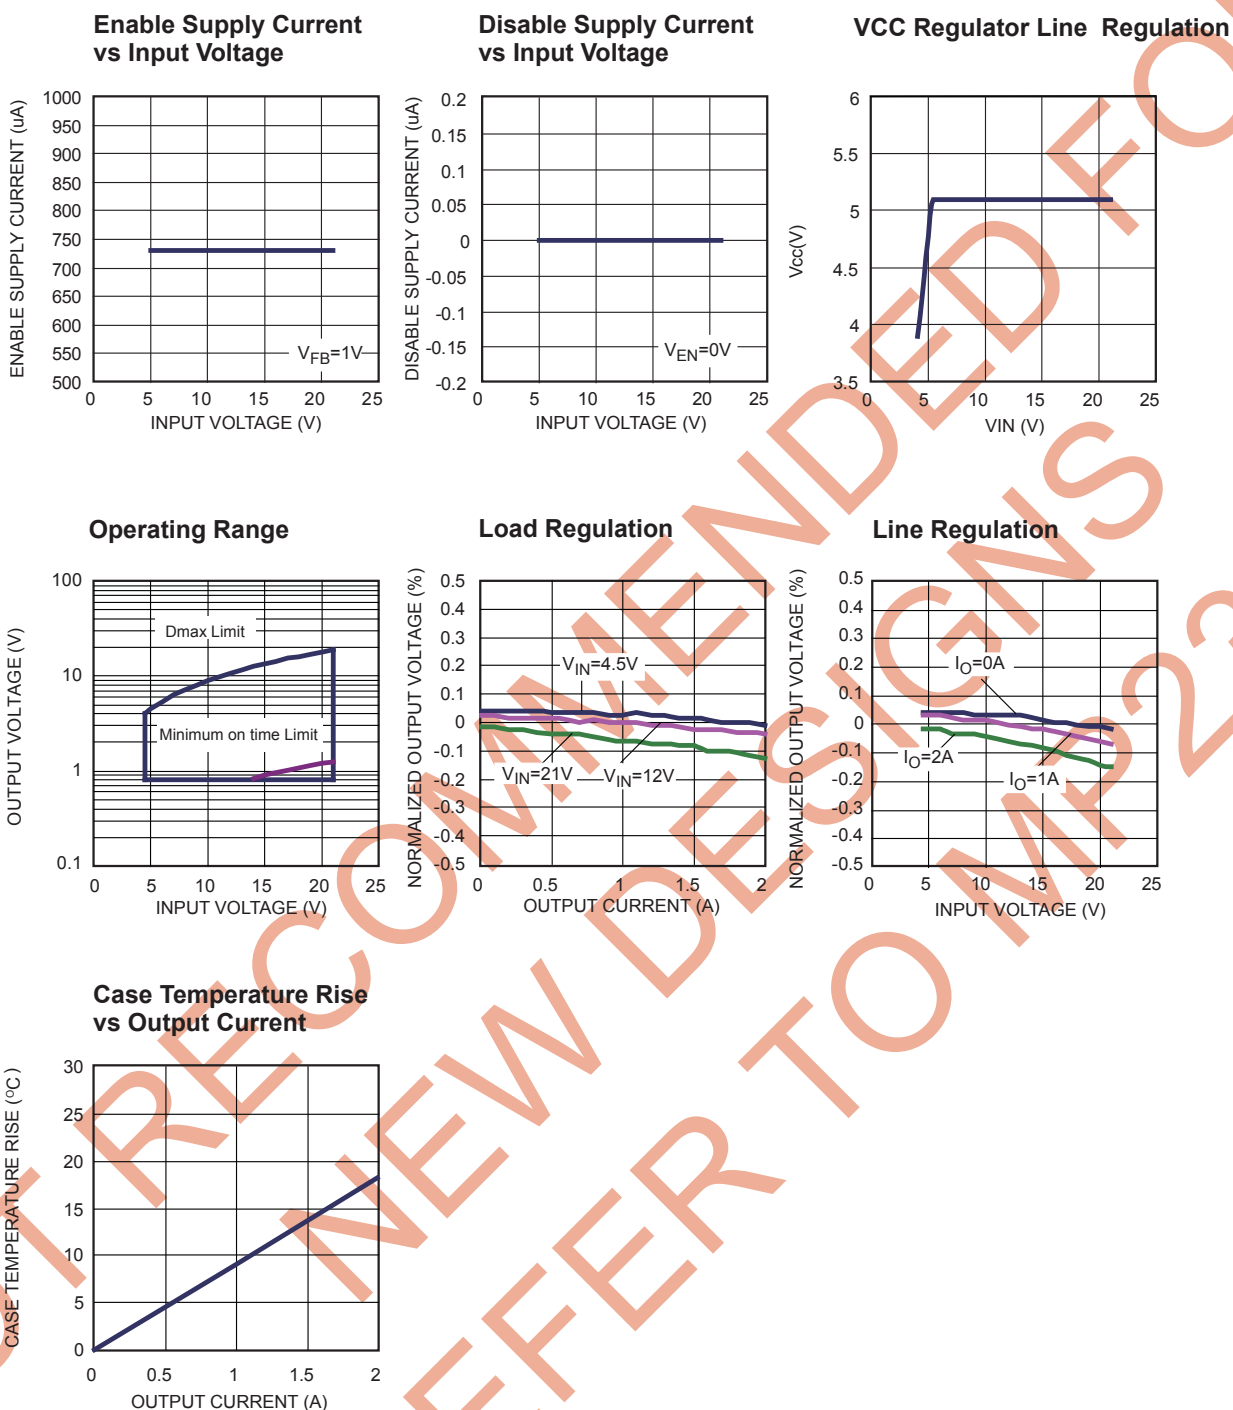 Enable Supply Current
vs Input Voltage
ENABLE SUPPLY CURRENT (uA)
1000
950
900
850
800
750
700
650
600
550
500
VFB=1V
0 5 10 15 20 25
INPUT VOLTAGE (V)
Disable Supply Current
vs Input Voltage
DISABLE SUPPLY CURRENT (uA)
0.2
0.15
0.1
0.05
0
-0.05
-0.1
-0.15
-0.2
VEN=0V
0 5 10 15 20 25
INPUT VOLTAGE (V)
VCC Regulator Line Regulation
Vcc(V)
6
5.5
5
4.5
4
3.5
0 5 10 15 20 25
VIN (V)
Operating Range
OUTPUT VOLTAGE (V)
100
10
1
0.1
Dmax Limit
Minimum on time Limit
0 5 10 15 20 25
INPUT VOLTAGE (V)
Load Regulation
NORMALIZED OUTPUT VOLTAGE (%)
0.5
0.4
0.3
0.2
0.1
0
-0.1
-0.2
-0.3
-0.4
-0.5
VIN=4.5V
VIN=21V
VIN=12V
0 0.5 1 1.5 2
OUTPUT CURRENT (A)
Line Regulation
NORMALIZED OUTPUT VOLTAGE (%)
0.5
0.4
0.3
0.2
0.1
0
-0.1
-0.2
-0.3
-0.4
-0.5
IO=0A
IO=2A
IO=1A
0 5 10 15 20 25
INPUT VOLTAGE (V)
Case Temperature Rise
vs Output Current
CASE TEMPERATURE RISE (oC)
30
25
20
15
10
5
0
0 0.5 1 1.5 2
OUTPUT CURRENT (A)
RECOMMENDED
NEW DESIGNS
TO MP23